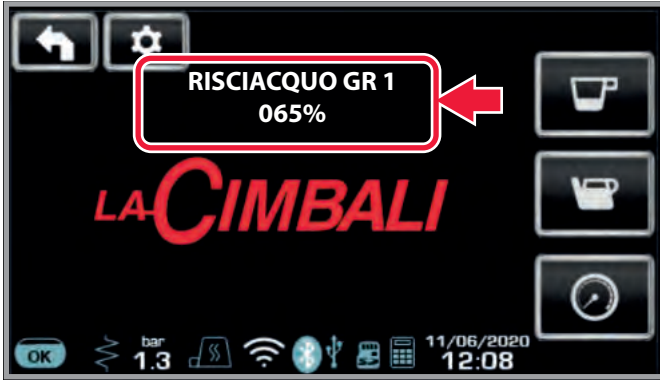 RISCIACQUO GR 1
065%
LA CIMBALI
OK
bar
1.3
11/06/2020
12:08